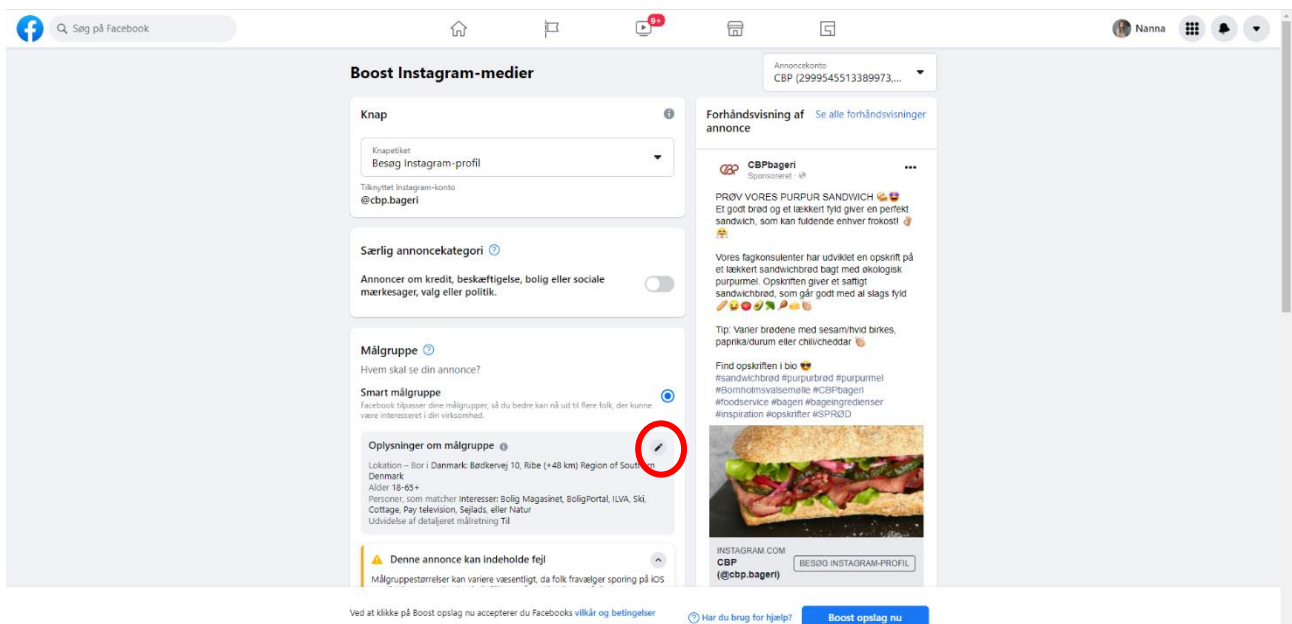 Søg på Facebook
9+
Nanna
Boost Instagram-medier
Annoncekonto
CBP (2999545513389973,...
Knap
Knapetiket
Besøg Instagram-profil
Tilknyttet Instagram-konto
@cbp.bageri
Særlig annoncekategori
Annoncer om kredit, beskæftigelse, bolig eller sociale
mærkesager, valg eller politik.
Målgruppe
Hvem skal se din annonce?
Smart målgruppe
Facebook tilpasser dine målgrupper, så du bedre kan nå ud til flere folk, der kunne
være interesseret i din virksomhed.
Oplysninger om målgruppe
Lokation – Bor i Danmark: Bødkervej 10, Ribe (+48 km) Region of Southern
Denmark
Alder 18-65+
Personer, som matcher Interesser: Bolig Magasinet, BoligPortal, ILVA, Ski,
Cottage, Pay television, Sejlads, eller Natur
Udvidelse af detaljeret målretning Til
Denne annonce kan indeholde fejl
Målgruppestørrelser kan variere væsentligt, da folk fravælger sporing på iOS
Forhåndsvisning af
annonce
Se alle forhåndsvisninger
CBP
CBPbageri
Sponsoreret ·
PRØV VORES PURPUR SANDWICH
Et godt brød og et lækkert fyld giver en perfekt
sandwich, som kan fuldende enhver frokost!
Vores fagkonsulenter har udviklet en opskrift på
et lækkert sandwichbrød bagt med økologisk
purpurmel. Opskriften giver et saftigt
sandwichbrød, som går godt med al slags fyld
Tip: Varier brødene med sesam/hvid birkes,
paprika/durum eller chili/cheddar
Find opskriften i bio
#sandwichbrød #purpurbrød #purpurmel
#Bornholmsvalsemølle #CBPbageri
#foodservice #bageri #bageingredienser
#inspiration #opskrifter #SPRØD
INSTAGRAM.COM
CBP
(@cbp.bageri)
BESØG INSTAGRAM-PROFIL
Ved at klikke på Boost opslag nu accepterer du Facebooks vilkår og betingelser
Har du brug for hjælp?
Boost opslag nu